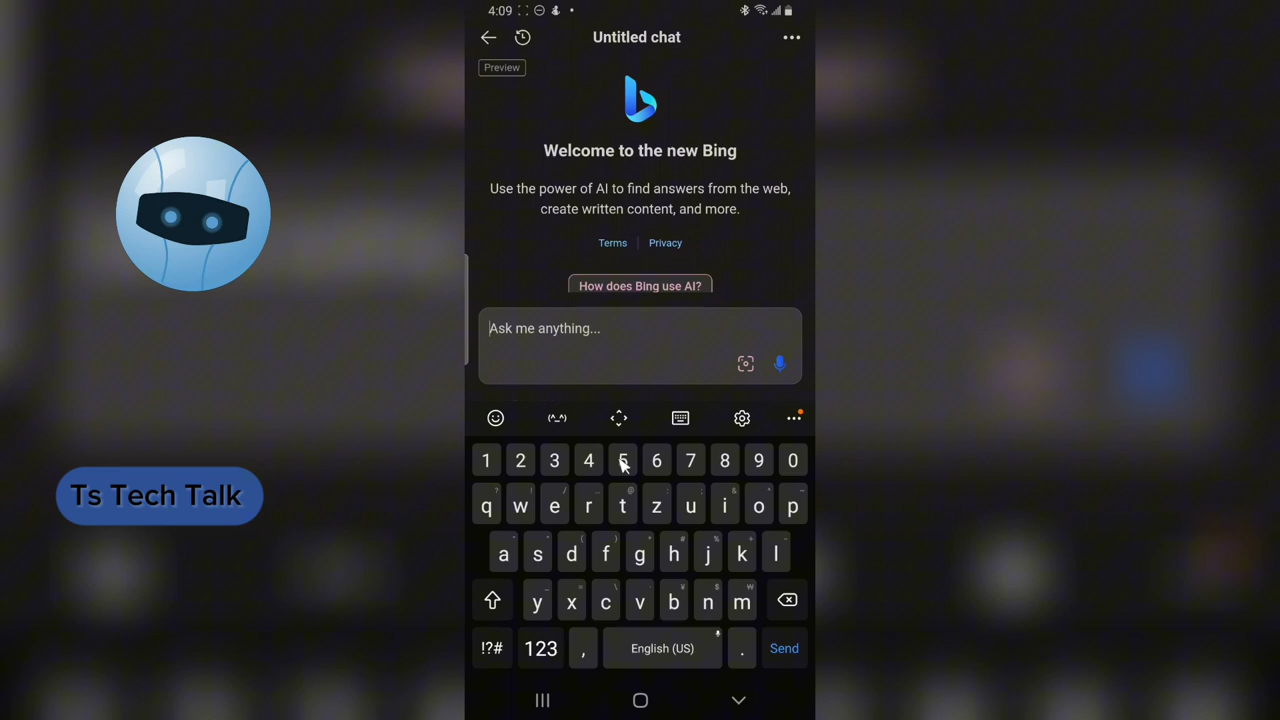 4:09
Untitled chat
Preview
Welcome to the new Bing
Use the power of AI to find answers from the web,
create written content, and more.
Terms | Privacy
How does Bing use AI?
Ask me anything...
Ts Tech Talk
(^_^)
1 2 3 4 5 6 7 8 9 0
q w e r t z u i o p
a s d f g h j k l
y x c v b n m
!?# 123 , English (US) . Send